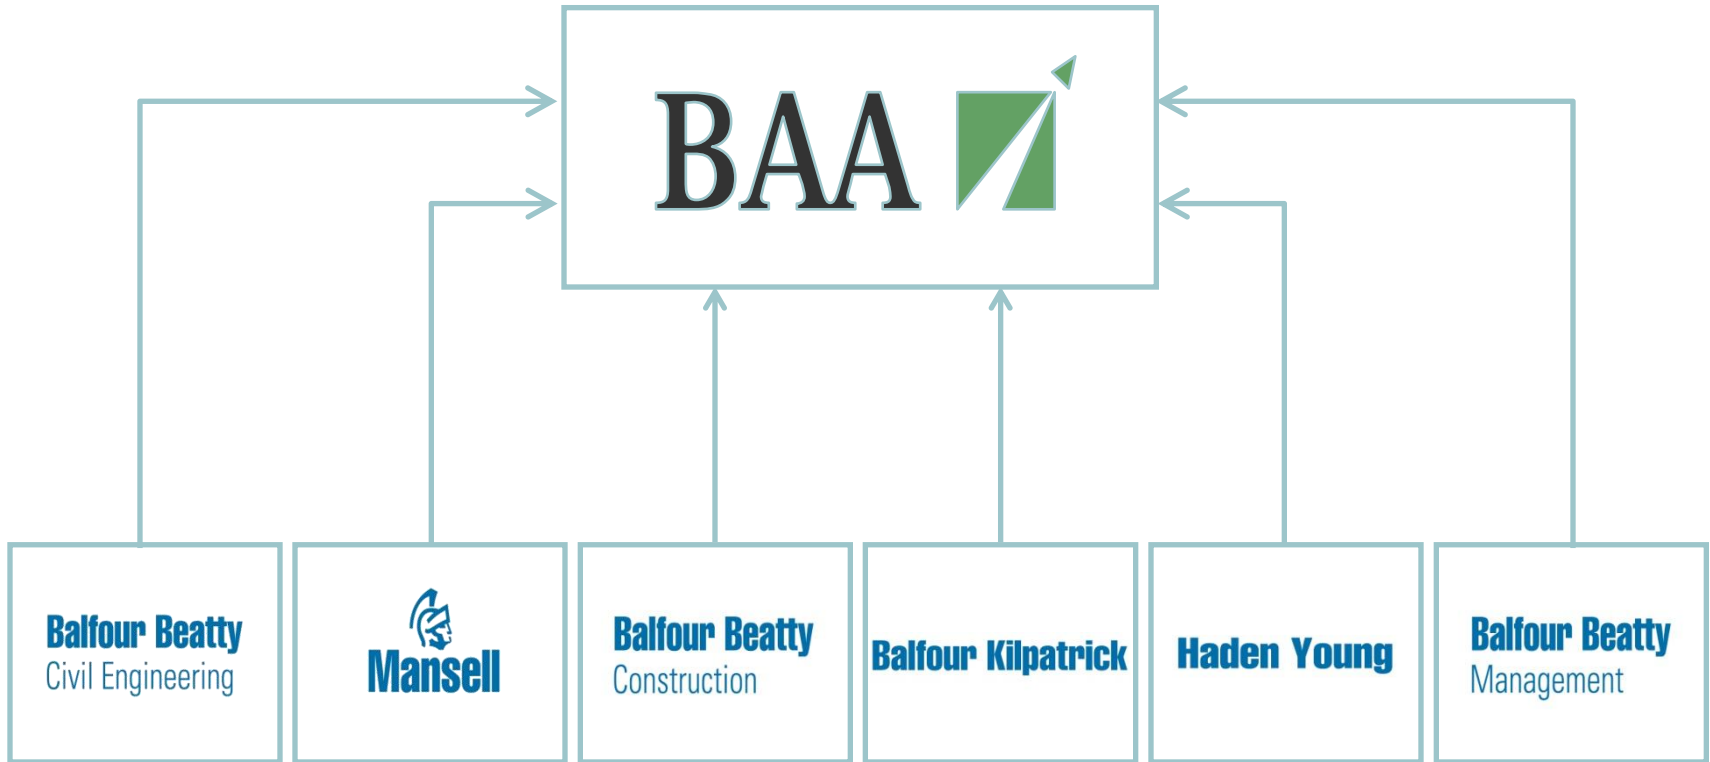 BAA
Balfour Beatty
Civil Engineering
Mansell
Balfour Beatty
Construction
Balfour Kilpatrick
Haden Young
Balfour Beatty
Management